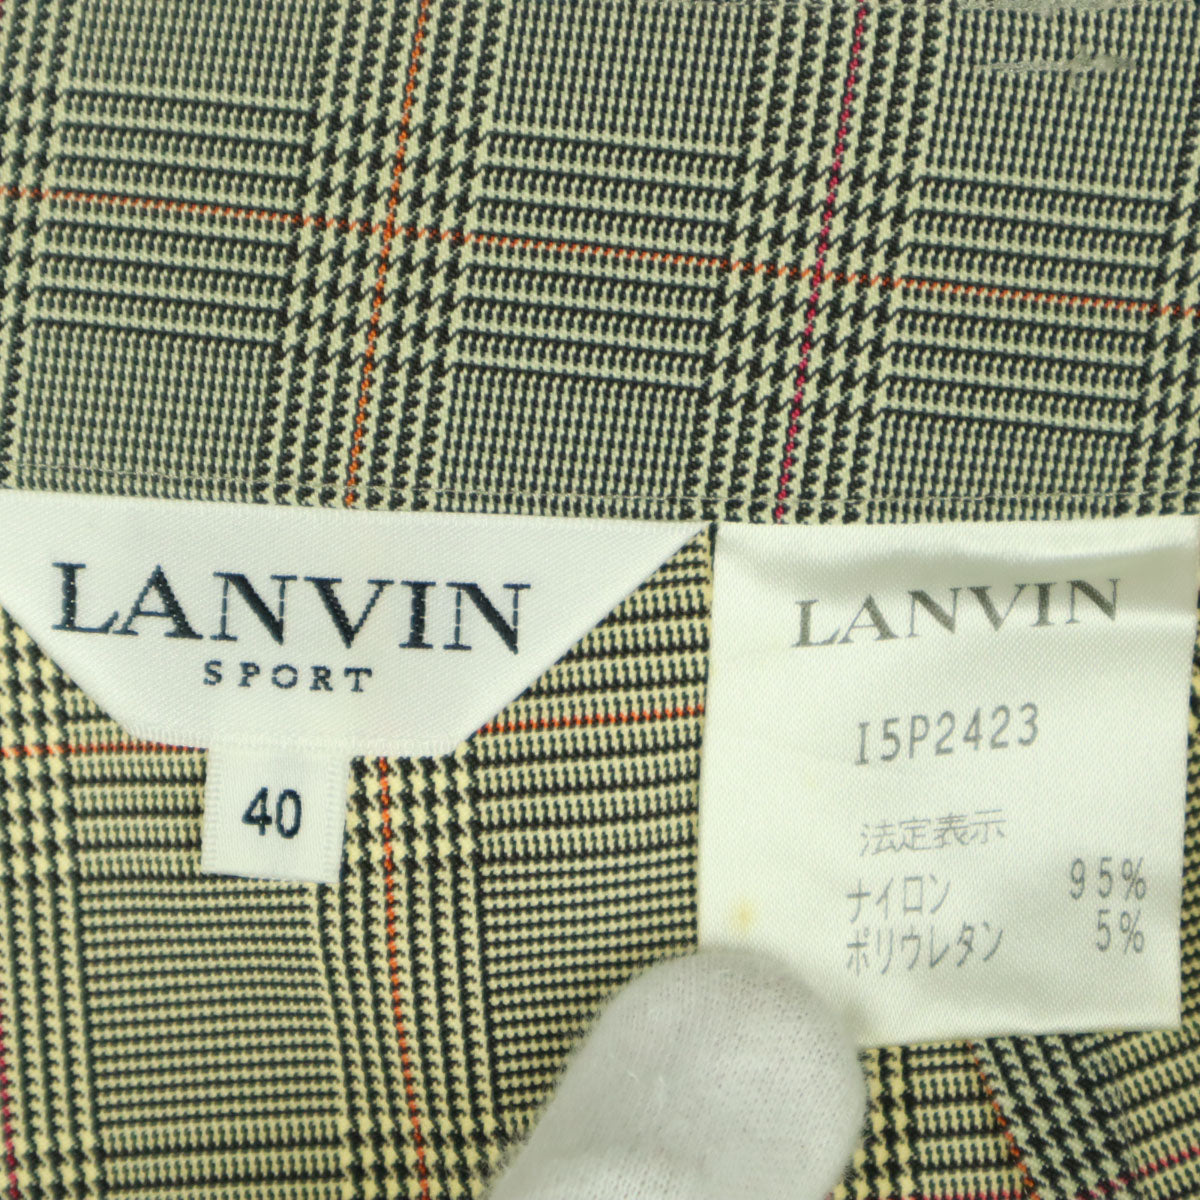 LANVIN
SPORT
40
LANVIN
I5P2423
法定表示
ナイロン 95%
ポリウレタン 5%